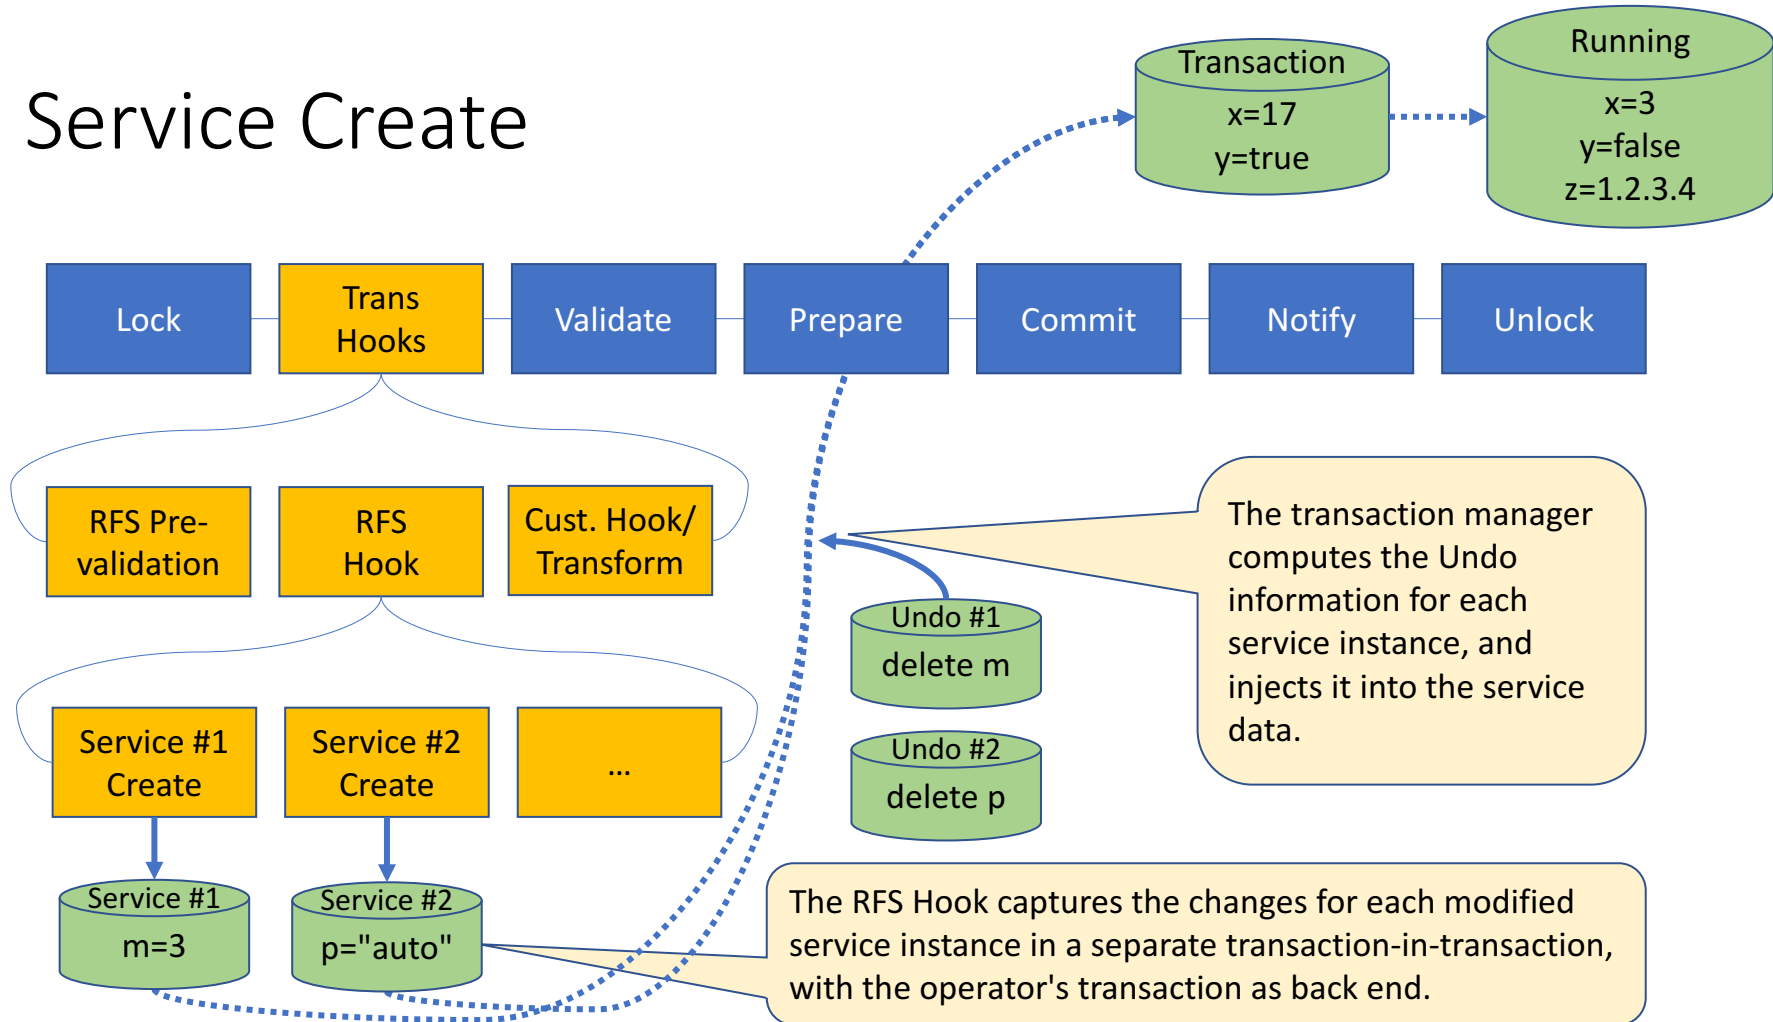 Service Create
Transaction
x=17
y=true
Running
x=3
y=false
z=1.2.3.4
Lock
Trans
Hooks
Validate
Prepare
Commit
Notify
Unlock
RFS Pre-
validation
RFS
Hook
Cust. Hook/
Transform
The transaction manager
computes the Undo
information for each
service instance, and
injects it into the service
data.
Undo #1
delete m
Undo #2
delete p
Service #1
Create
Service #2
Create
...
Service #1
m=3
Service #2
p="auto"
The RFS Hook captures the changes for each modified
service instance in a separate transaction-in-transaction,
with the operator's transaction as back end.